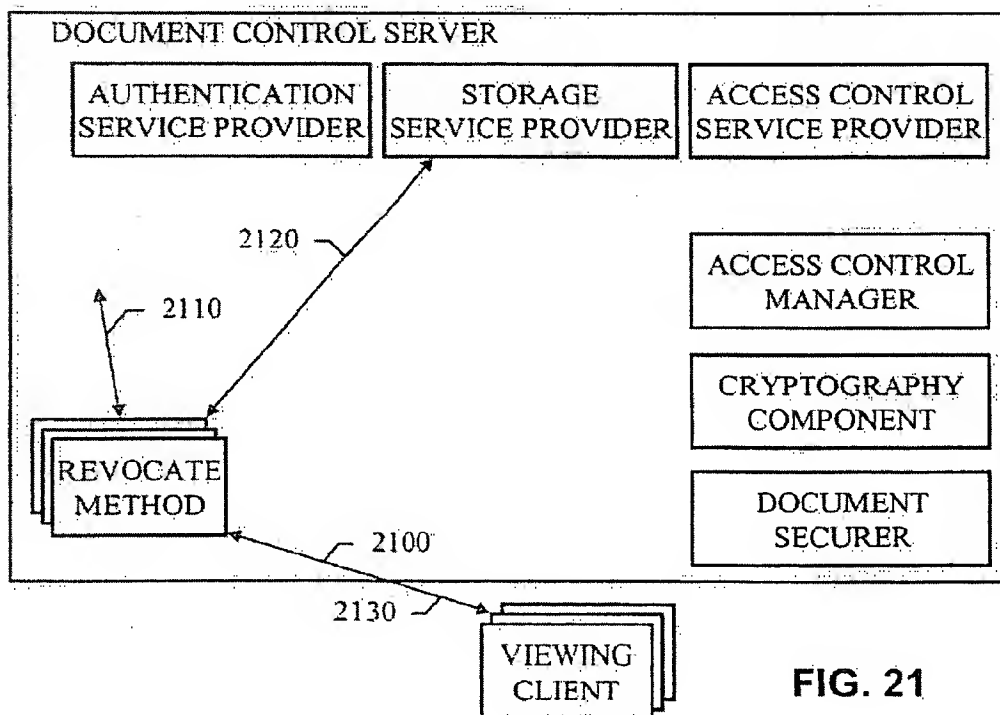 DOCUMENT CONTROL SERVER
AUTHENTICATION
SERVICE PROVIDER
STORAGE
SERVICE PROVIDER
ACCESS CONTROL
SERVICE PROVIDER
2120
ACCESS CONTROL
MANAGER
2110
CRYPTOGRAPHY
COMPONENT
REVOCATE
METHOD
DOCUMENT
SECURER
2100
2130
VIEWING
CLIENT
FIG. 21